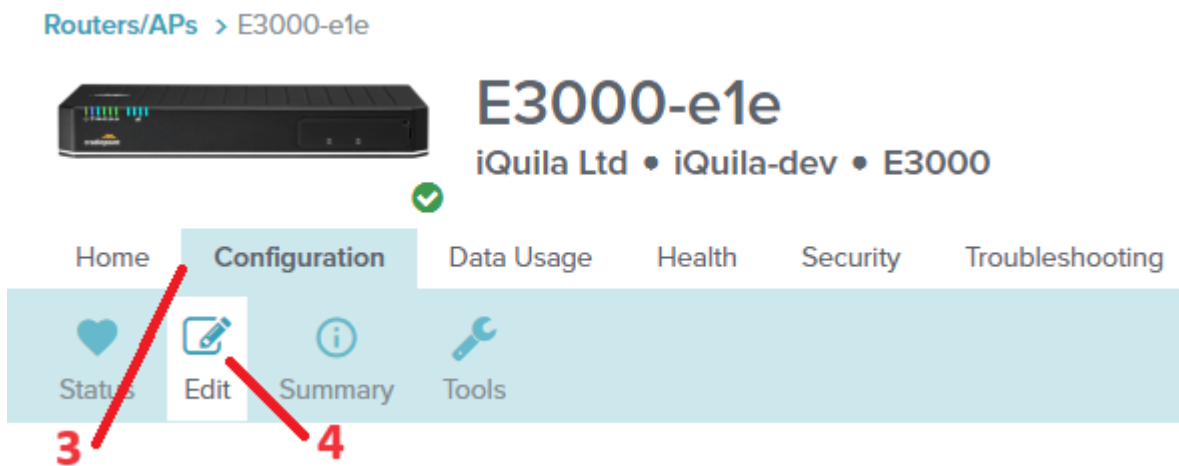 Routers/APs > E3000-e1e
E3000-e1e
iQuila Ltd • iQuila-dev • E3000
Home Configuration Data Usage Health Security Troubleshooting
Status Edit Summary Tools
3 4